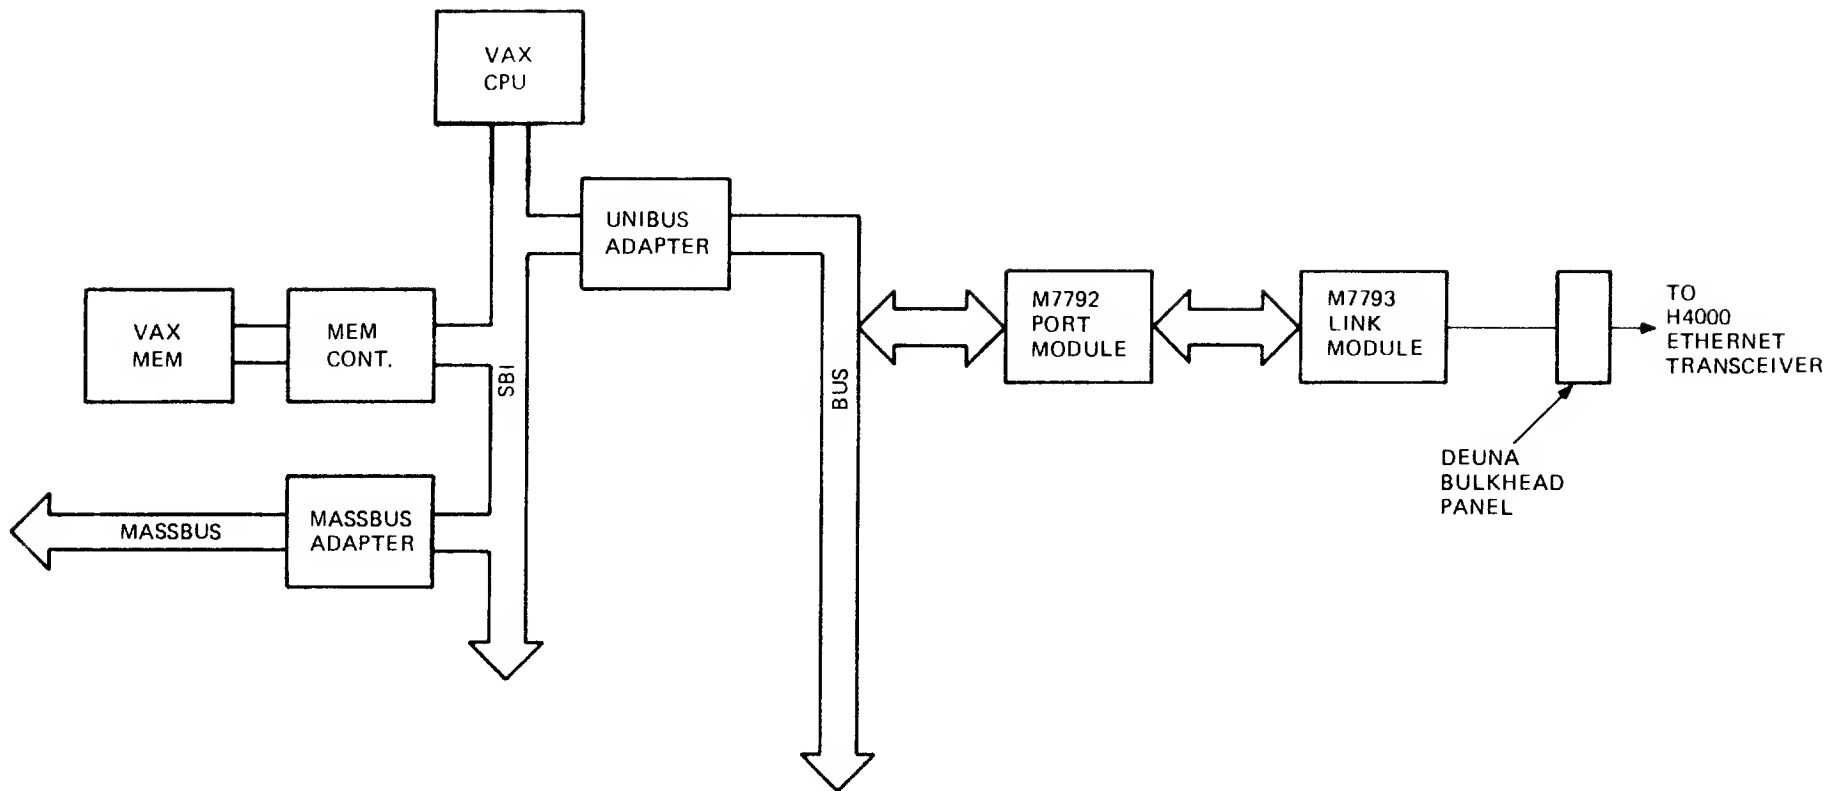 VAX
CPU
UNIBUS
ADAPTER
VAX
MEM
MEM
CONT.
SBI
BUS
M7792
PORT
MODULE
M7793
LINK
MODULE
TO
H4000
ETHERNET
TRANSCEIVER
DEUNA
BULKHEAD
PANEL
MASSBUS
MASSBUS
ADAPTER